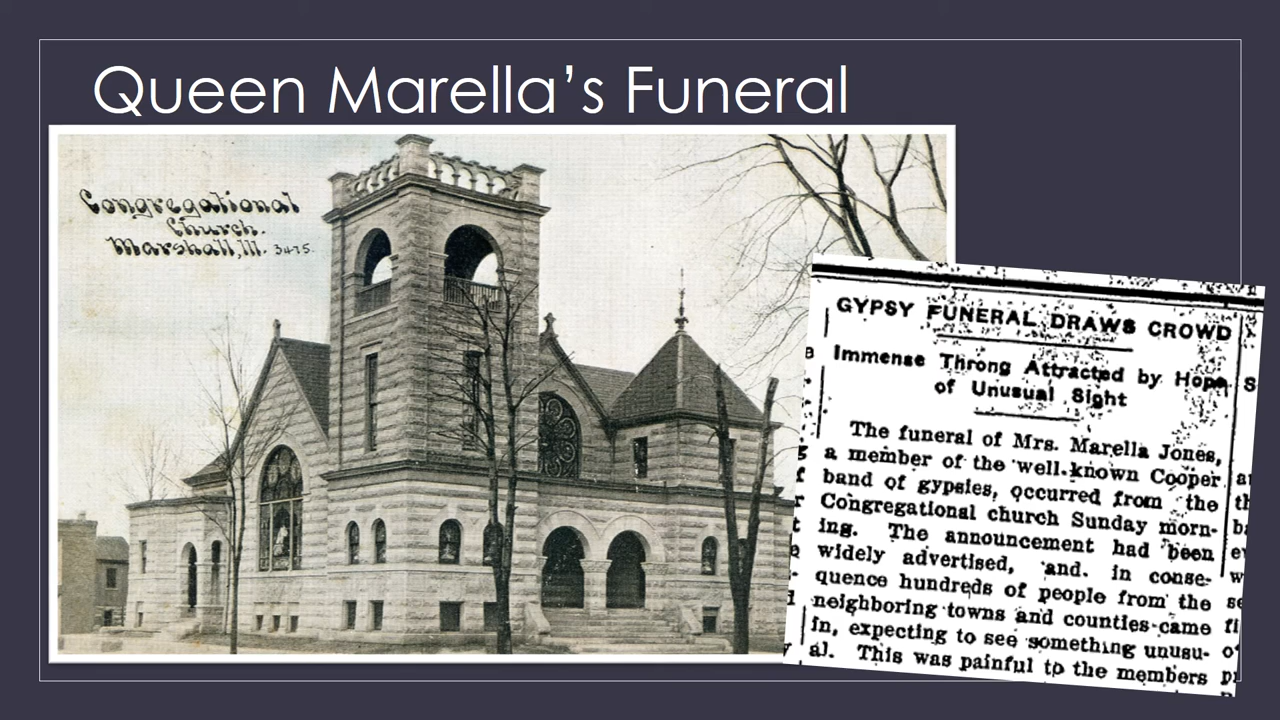 Queen Marella's Funeral
Congregational
Church.
Marshall, Ill. 3475.
GYPSY FUNERAL DRAWS CROWD
Immense Throng Attracted by Hope
of Unusual Sight
The funeral of Mrs. Marella Jones,
a member of the well-known Cooper
band of gypsies, occurred from the
Congregational church Sunday morn-
ing. The announcement had been
widely advertised, and. in conse-
quence hundreds of people from the
neighboring towns and counties came
in, expecting to see something unusu-
al. This was painful to the members